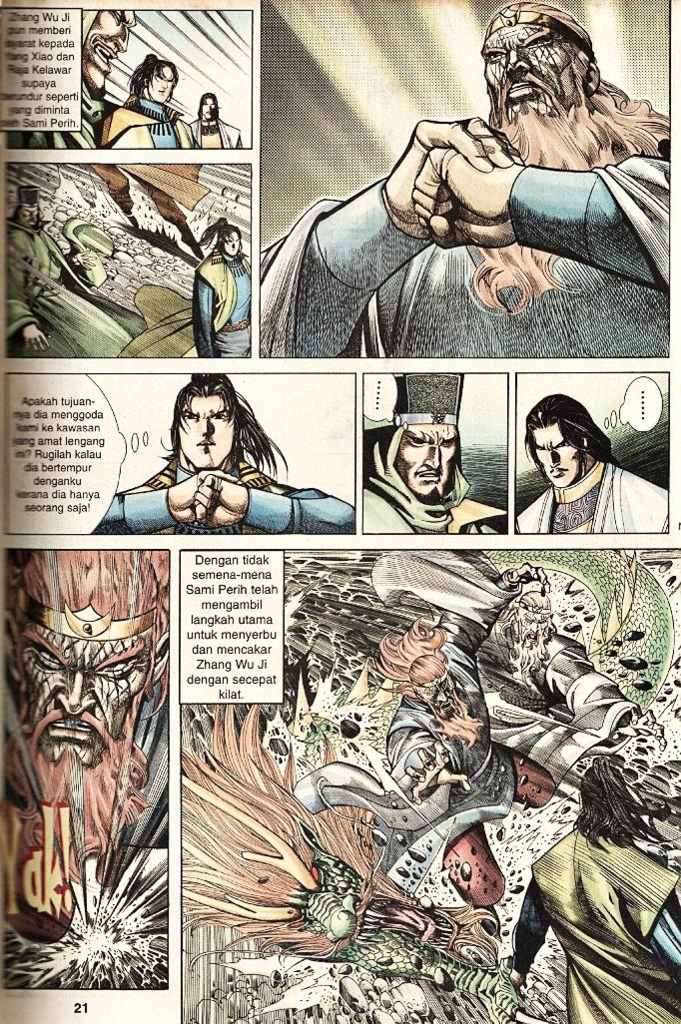 Zhang Wu Ji
pun memberi
isyarat kepada
Yang Xiao dan
Raja Kelawar
supaya
berundur seperti
yang diminta
oleh Sami Perih.
Apakah tujuan-
nya dia menggoda
kami ke kawasan
yang amat lengang
ini? Rugilah kalau
dia bertempur
denganku
kerana dia hanya
seorang saja!
......
......
Dengan tidak
semena-mena
Sami Perih telah
mengambil
langkah utama
untuk menyerbu
dan mencakar
Zhang Wu Ji
dengan secepat
kilat.
21